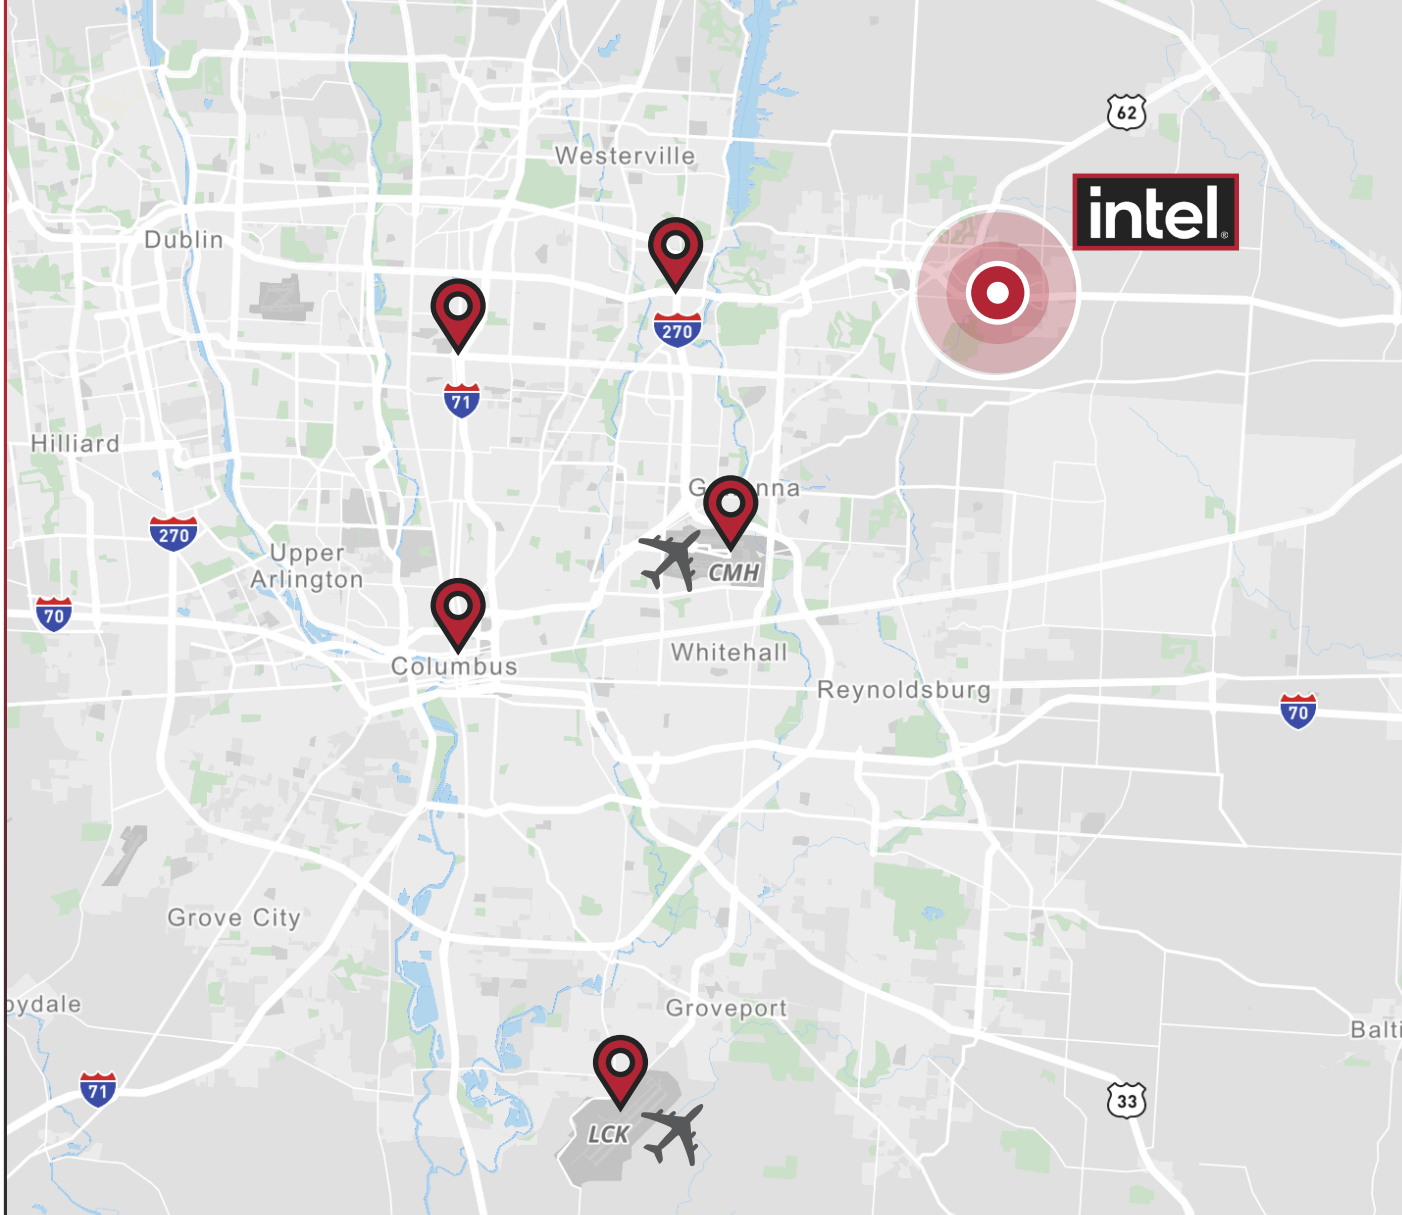 62
Westerville
intel
®
Dublin
270
71
Hilliard
270
Upper
Arlington
CMH
70
Columbus
Whitehall
Reynoldsburg
70
Grove City
Groveport
Balti
71
33
LCK